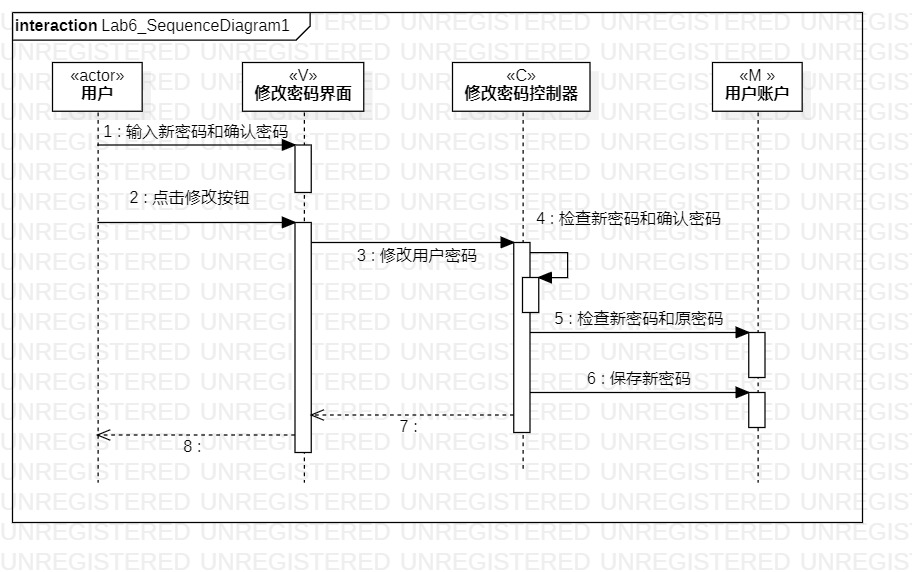 interaction Lab6_SequenceDiagram1
«actor»
用户
«V»
修改密码界面
«C»
修改密码控制器
«M »
用户账户
1 : 输入新密码和确认密码
2 : 点击修改按钮
3 : 修改用户密码
4 : 检查新密码和确认密码
5 : 检查新密码和原密码
6 : 保存新密码
7 :
8 :
UNREGISTERED